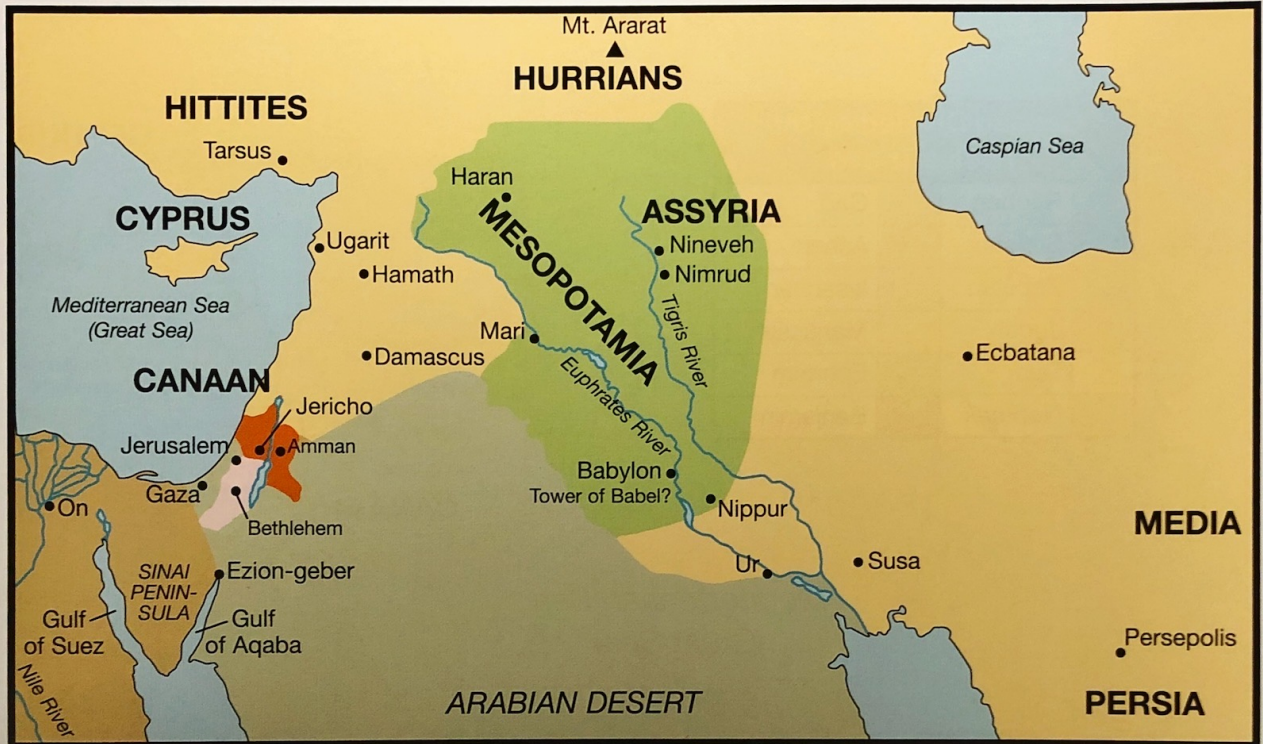 Mt. Ararat
HURRIANS
HITTITES
Tarsus
Caspian Sea
Haran
CYPRUS
ASSYRIA
MESOPOTAMIA
Ugarit
Nineveh
Hamath
Nimrud
Mediterranean Sea
(Great Sea)
Tigris River
Mari
Damascus
Ecbatana
CANAAN
Euphrates River
Jericho
Jerusalem
Amman
Babylon
Tower of Babel?
Gaza
On
Nippur
Bethlehem
MEDIA
Ur
Susa
SINAI
PENIN-
SULA
Ezion-geber
Gulf
of Suez
Gulf
of Aqaba
Persepolis
Nile River
ARABIAN DESERT
PERSIA